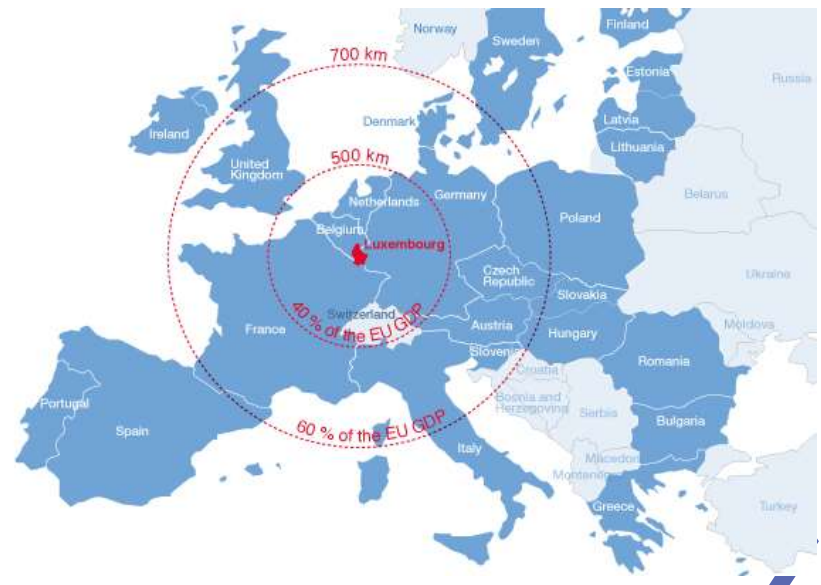 Norway
Finland
Sweden
700 km
Estonia
Russia
Denmark
Latvia
Ireland
Lithuania
500 km
United
Kingdom
Netherlands
Germany
Belarus
Poland
Belgium
Luxembourg
Czech
Republic
Ukraine
Slovakia
40 % of the EU GDP
Switzerland
France
Austria
Hungary
Moldova
Slovenia
Romania
Croatia
Portugal
Spain
Bosnia and
Herzegovina
Serbia
60 % of the EU GDP
Bulgaria
Italy
Macedon
Montene
Greece
Turkey